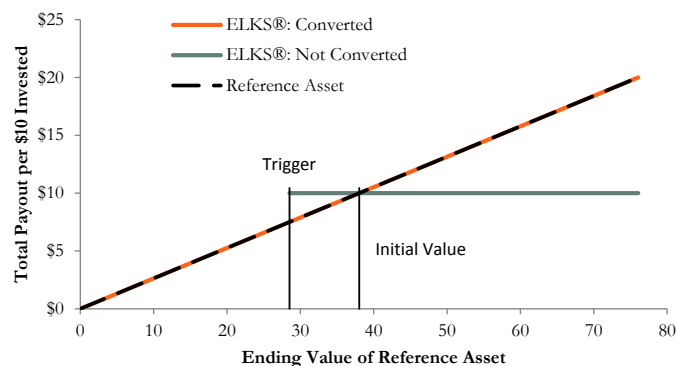 $25
$20
$15
$10
$5
$0
Total Payout per $10 Invested
ELKS®: Converted
ELKS®: Not Converted
Reference Asset
Trigger
Initial Value
0 10 20 30 40 50 60 70 80
Ending Value of Reference Asset